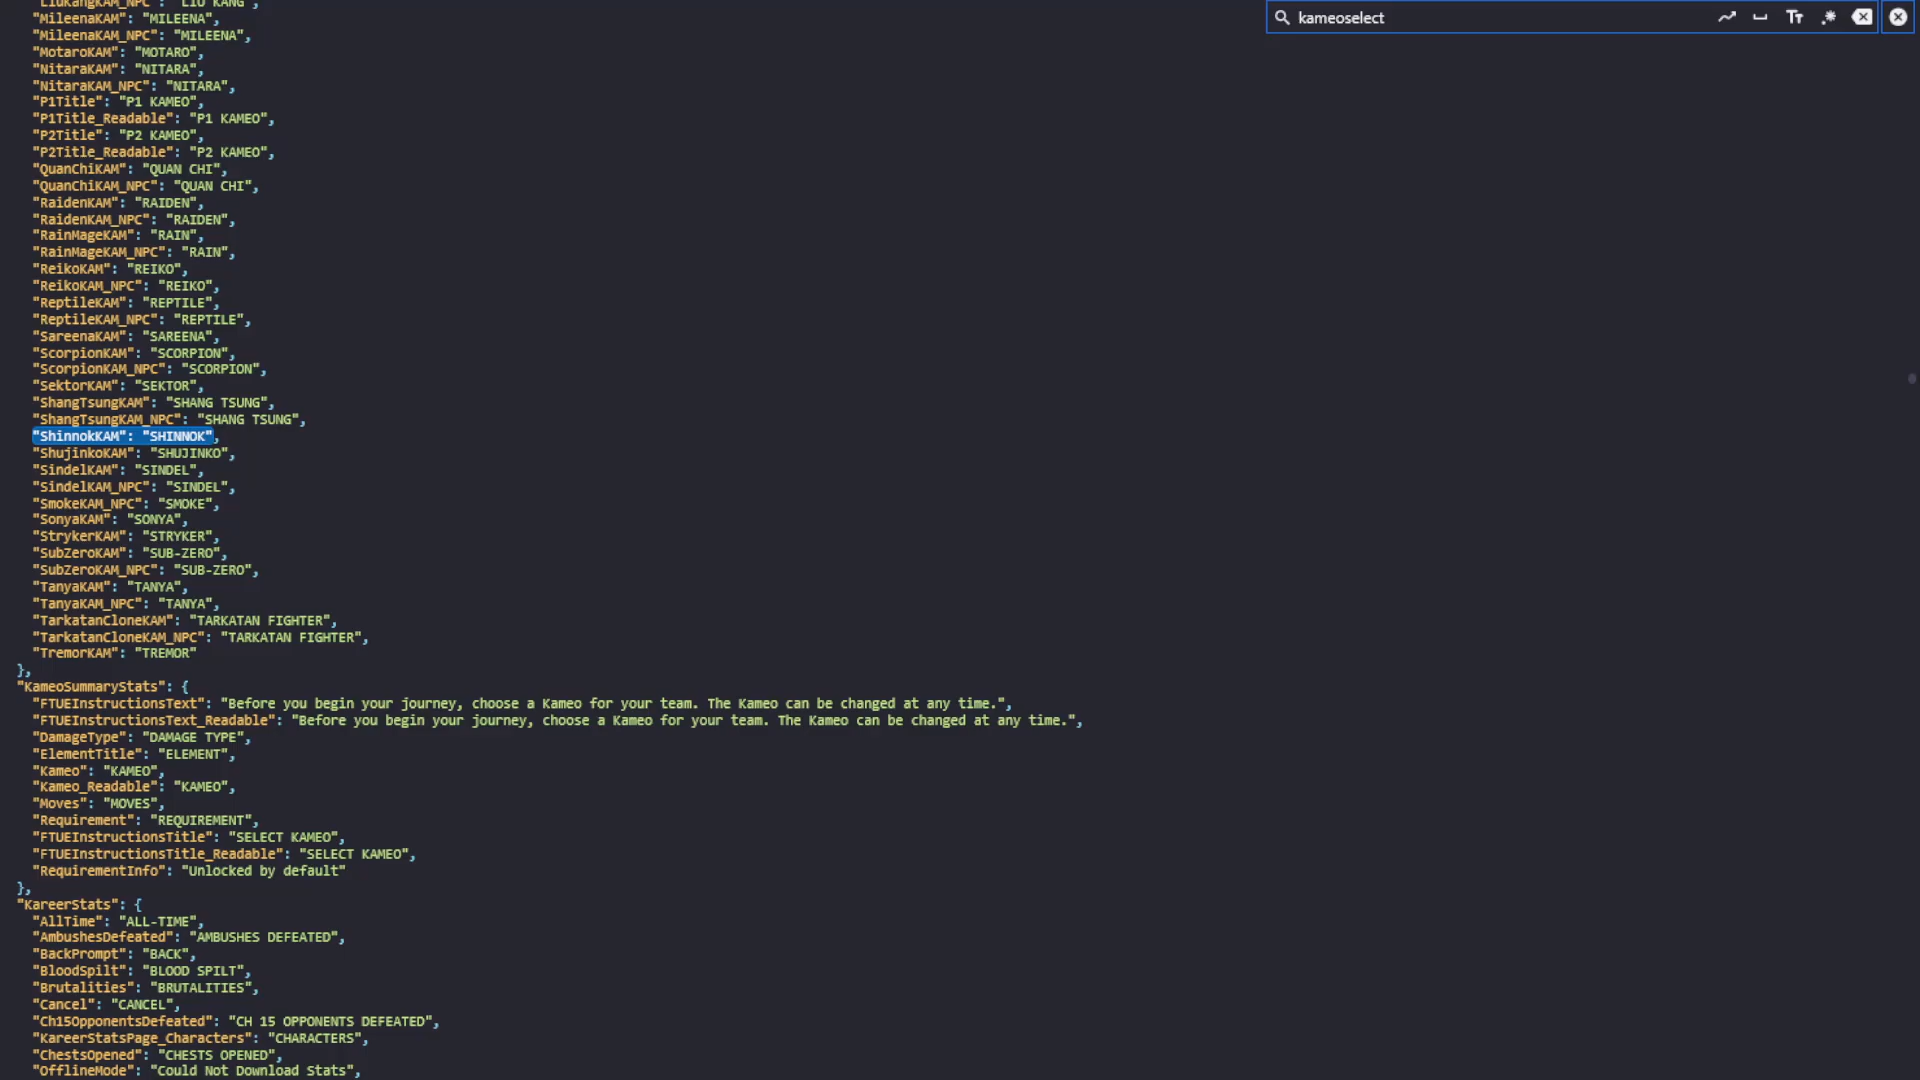 "LiuKangKAM_NPC": "LIU KANG",
kameoselect
"MileenaKAM": "MILEENA",
"MileenaKAM_NPC": "MILEENA",
"MotaroKAM": "MOTARO",
"NitaraKAM": "NITARA",
"NitaraKAM_NPC": "NITARA",
"P1Title": "P1 KAMEO",
"P1Title_Readable": "P1 KAMEO",
"P2Title": "P2 KAMEO",
"P2Title_Readable": "P2 KAMEO",
"QuanChiKAM": "QUAN CHI",
"QuanChiKAM_NPC": "QUAN CHI",
"RaidenKAM": "RAIDEN",
"RaidenKAM_NPC": "RAIDEN",
"RainMageKAM": "RAIN",
"RainMageKAM_NPC": "RAIN",
"ReikoKAM": "REIKO",
"ReikoKAM_NPC": "REIKO",
"ReptileKAM": "REPTILE",
"ReptileKAM_NPC": "REPTILE",
"SareenaKAM": "SAREENA",
"ScorpionKAM": "SCORPION",
"ScorpionKAM_NPC": "SCORPION",
"SektorKAM": "SEKTOR",
"ShangTsungKAM": "SHANG TSUNG",
"ShangTsungKAM_NPC": "SHANG TSUNG",
"ShinnokKAM": "SHINNOK",
"ShujinkoKAM": "SHUJINKO",
"SindelKAM": "SINDEL",
"SindelKAM_NPC": "SINDEL",
"SmokeKAM_NPC": "SMOKE",
"SonyaKAM": "SONYA",
"StrykerKAM": "STRYKER",
"SubZeroKAM": "SUB-ZERO",
"SubZeroKAM_NPC": "SUB-ZERO",
"TanyaKAM": "TANYA",
"TanyaKAM_NPC": "TANYA",
"TarkatanCloneKAM": "TARKATAN FIGHTER",
"TarkatanCloneKAM_NPC": "TARKATAN FIGHTER",
"TremorKAM": "TREMOR"
},
"KameoSummaryStats": {
"FTUEInstructionsText": "Before you begin your journey, choose a Kameo for your team. The Kameo can be changed at any time.",
"FTUEInstructionsText_Readable": "Before you begin your journey, choose a Kameo for your team. The Kameo can be changed at any time.",
"DamageType": "DAMAGE TYPE",
"ElementTitle": "ELEMENT",
"Kameo": "KAMEO",
"Kameo_Readable": "KAMEO",
"Moves": "MOVES",
"Requirement": "REQUIREMENT",
"FTUEInstructionsTitle": "SELECT KAMEO",
"FTUEInstructionsTitle_Readable": "SELECT KAMEO",
"RequirementInfo": "Unlocked by default"
},
"KareerStats": {
"AllTime": "ALL-TIME",
"AmbushesDefeated": "AMBUSHES DEFEATED",
"BackPrompt": "BACK",
"BloodSpilt": "BLOOD SPILT",
"Brutalities": "BRUTALITIES",
"Cancel": "CANCEL",
"Ch15OpponentsDefeated": "CH 15 OPPONENTS DEFEATED",
"KareerStatsPage_Characters": "CHARACTERS",
"ChestsOpened": "CHESTS OPENED",
"OfflineMode": "Could Not Download Stats",